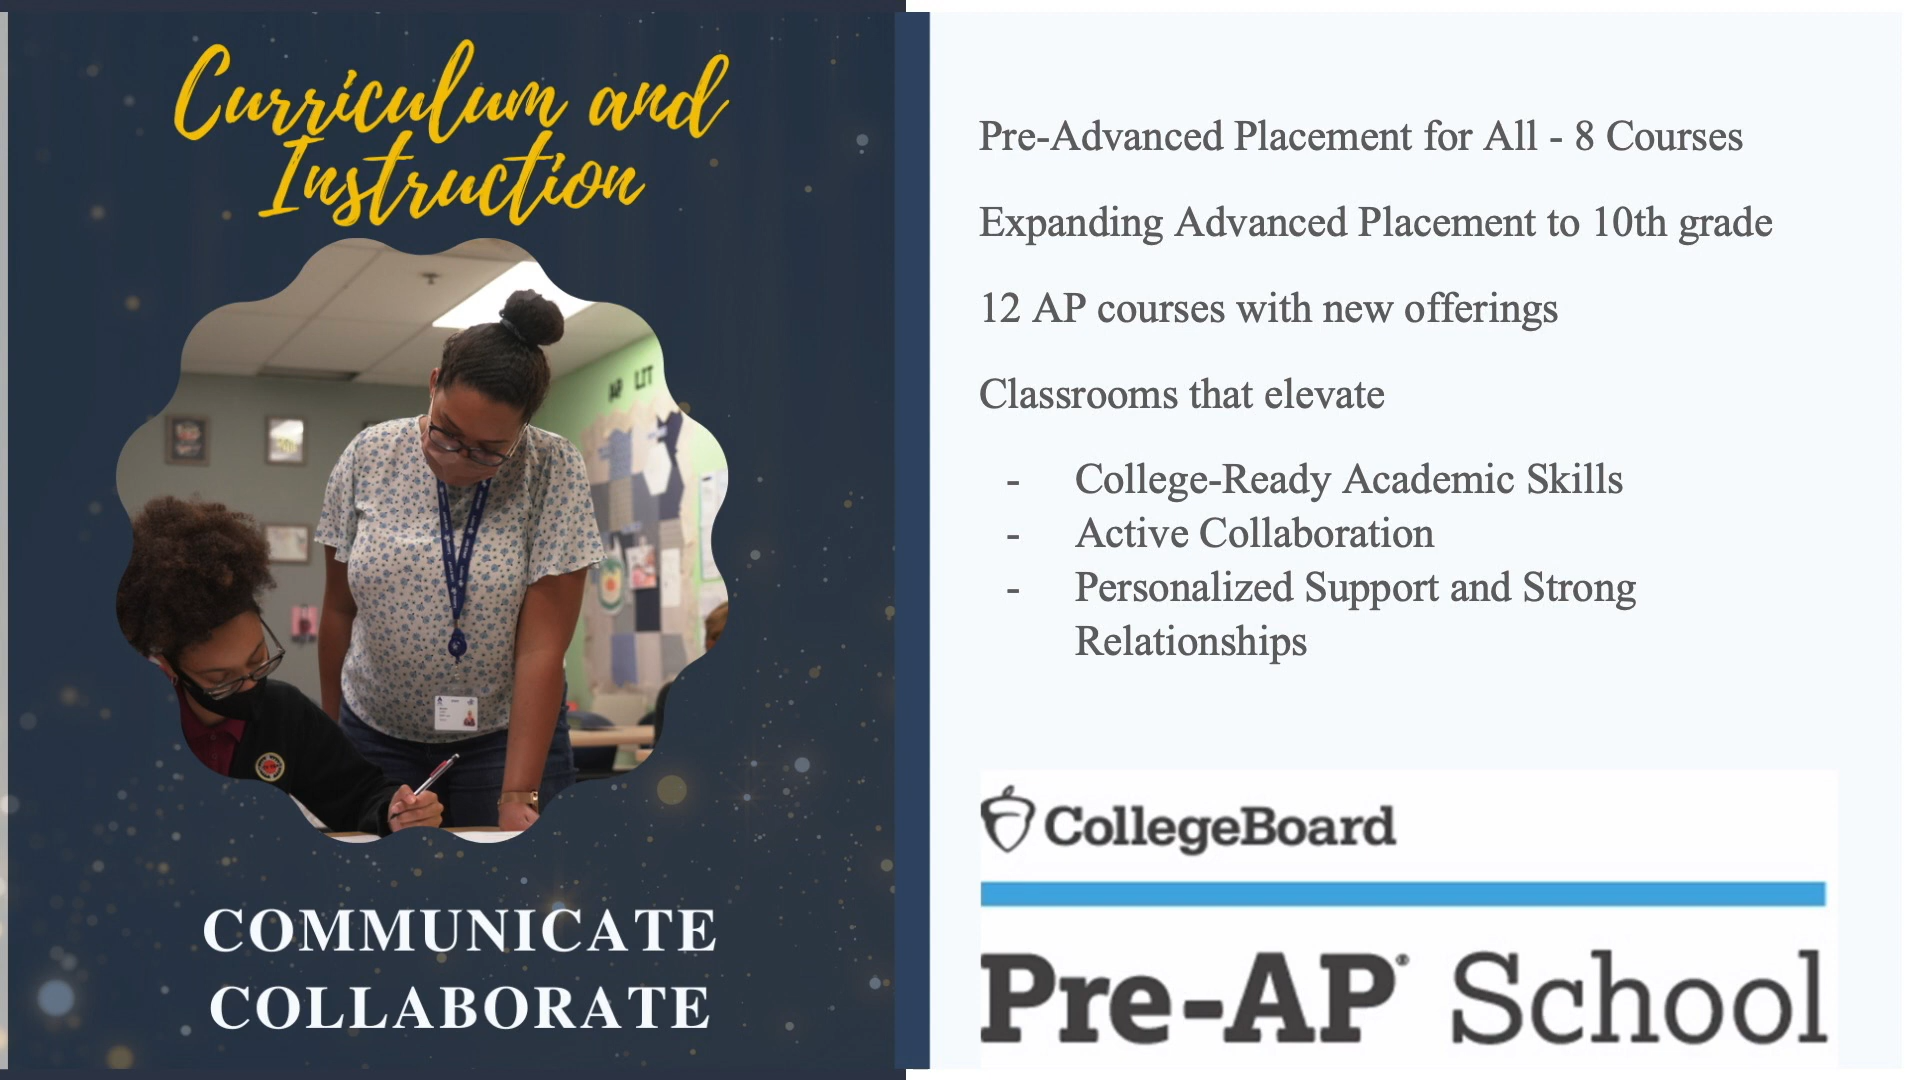 Curriculum and
Instruction
AP LIT
COMMUNICATE
COLLABORATE
Pre-Advanced Placement for All - 8 Courses
Expanding Advanced Placement to 10th grade
12 AP courses with new offerings
Classrooms that elevate
- College-Ready Academic Skills
- Active Collaboration
- Personalized Support and Strong
Relationships
CollegeBoard
Pre-AP® School